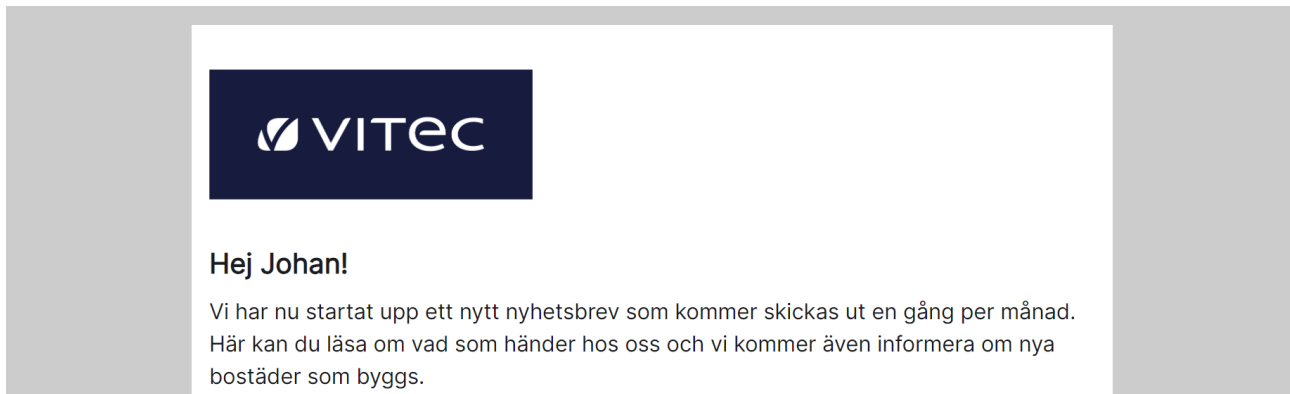 VITEC
Hej Johan!
Vi har nu startat upp ett nytt nyhetsbrev som kommer skickas ut en gång per månad.
Här kan du läsa om vad som händer hos oss och vi kommer även informera om nya
bostäder som byggs.